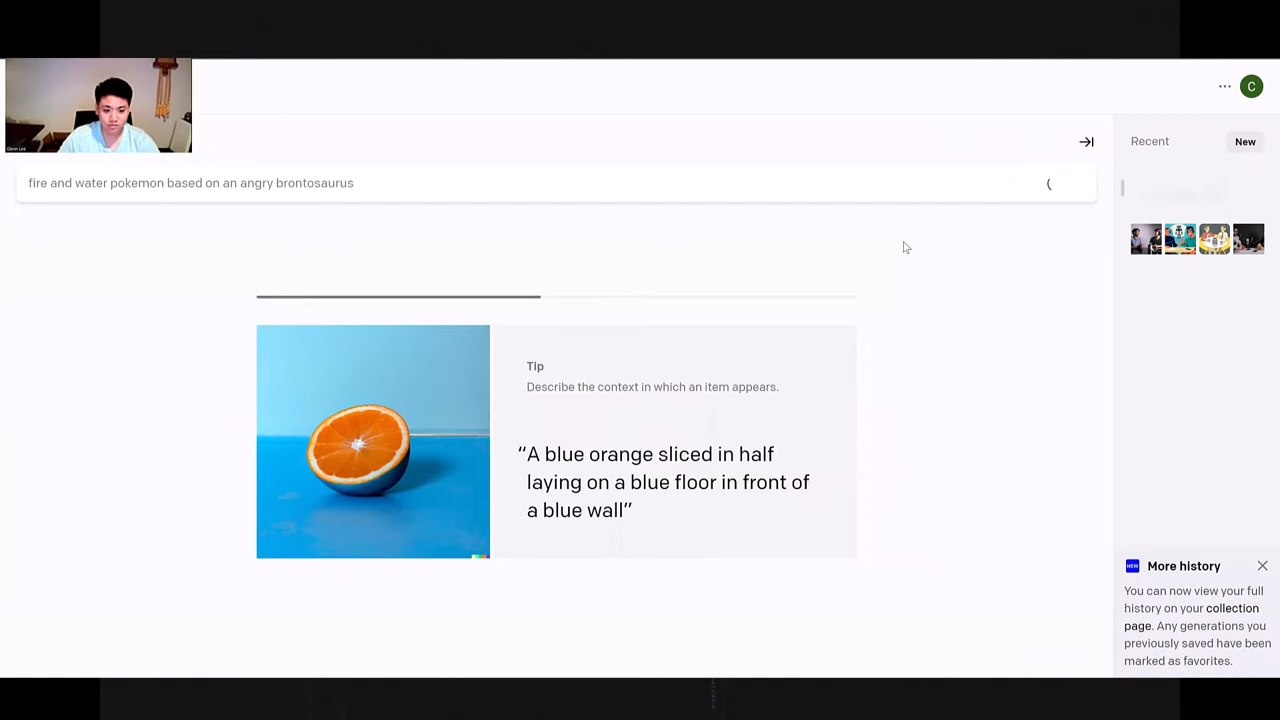 Glenn Lee
C
Recent
New
fire and water pokemon based on an angry brontosaurus
Tip
Describe the context in which an item appears.
“A blue orange sliced in half
laying on a blue floor in front of
a blue wall”
NEW
More history
You can now view your full
history on your collection
page. Any generations you
previously saved have been
marked as favorites.